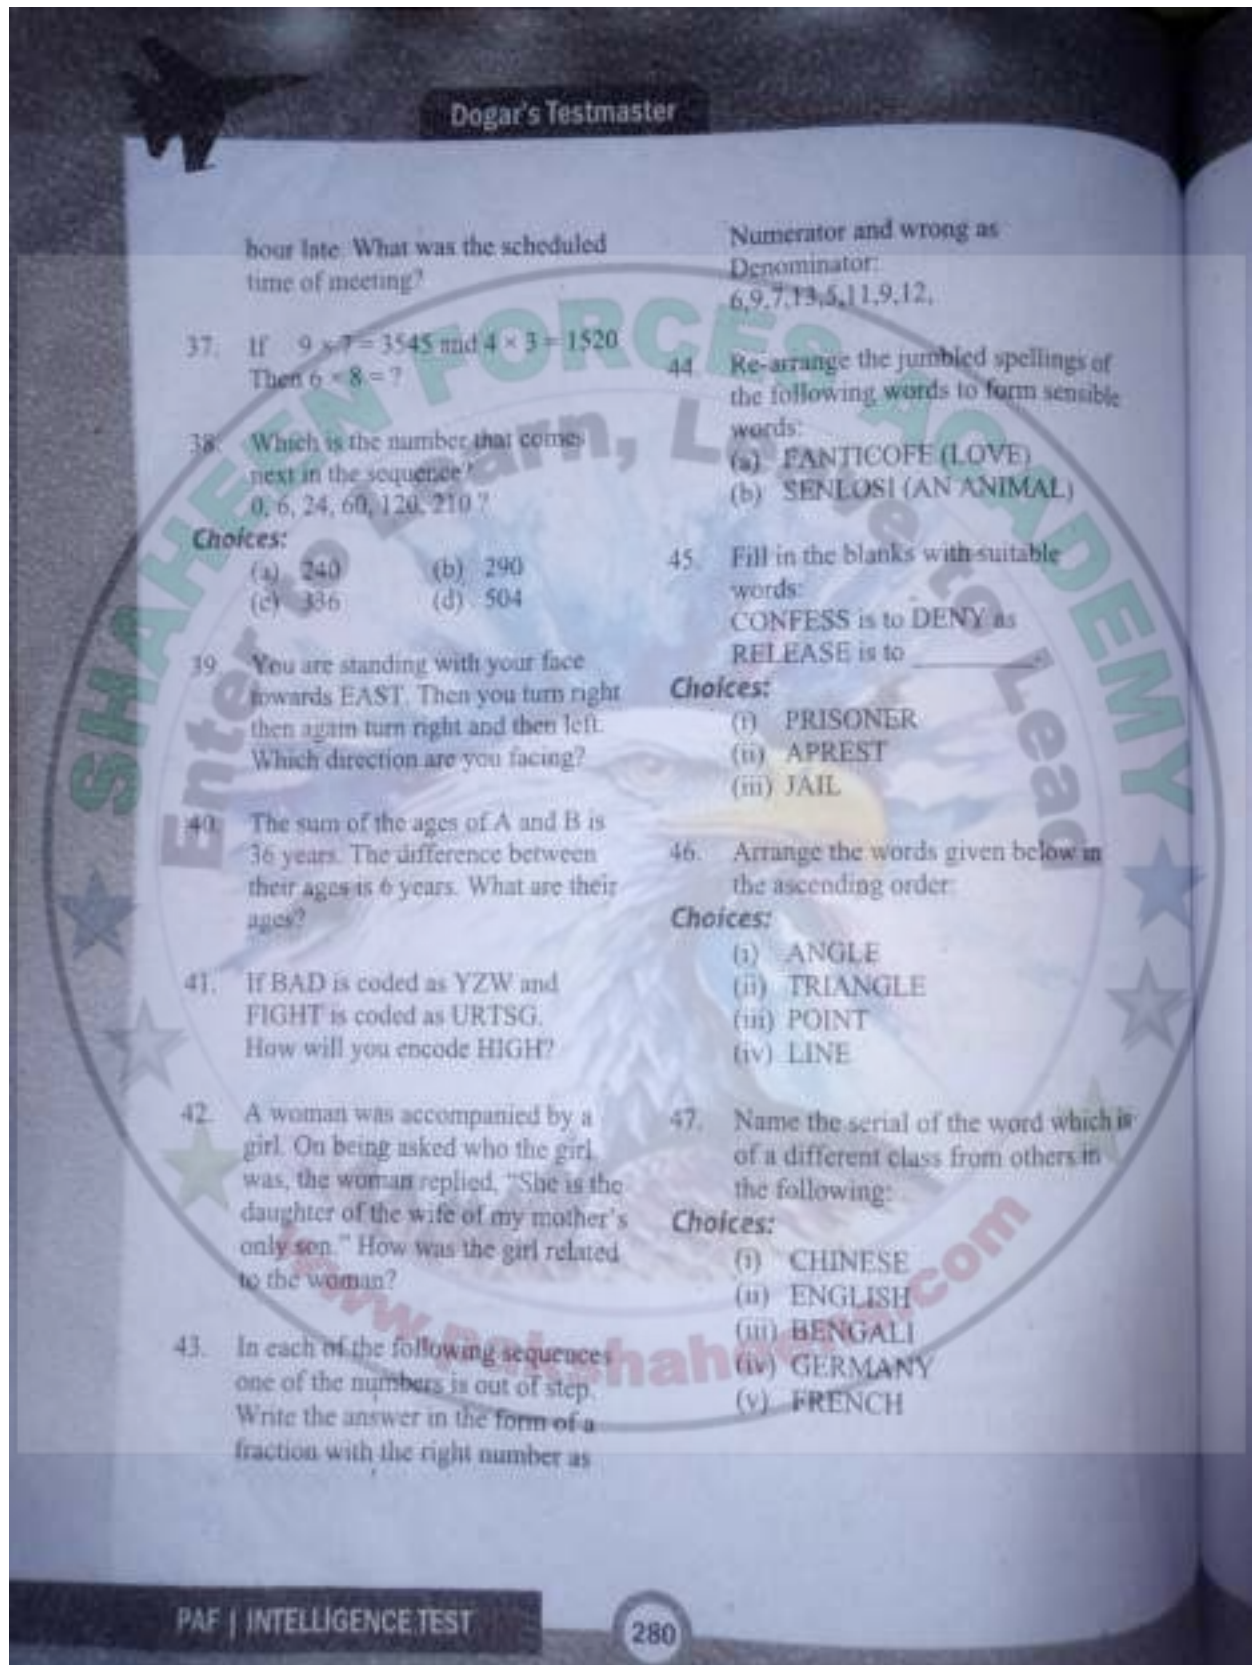 Dogar's Testmaster
hour late. What was the scheduled
time of meeting?
37. If 9 × 7 = 3545 and 4 × 3 = 1520
Then 6 × 8 = ?
38. Which is the number that comes
next in the sequence?
0, 6, 24, 60, 120, 210 ?
Choices:
(a) 240 (b) 290
(c) 336 (d) 504
39. You are standing with your face
towards EAST. Then you turn right
then again turn right and then left.
Which direction are you facing?
40. The sum of the ages of A and B is
36 years. The difference between
their ages is 6 years. What are their
ages?
41. If BAD is coded as YZW and
FIGHT is coded as URTSG.
How will you encode HIGH?
42. A woman was accompanied by a
girl. On being asked who the girl
was, the woman replied, "She is the
daughter of the wife of my mother's
only son." How was the girl related
to the woman?
43. In each of the following sequences
one of the numbers is out of step.
Write the answer in the form of a
fraction with the right number as
Numerator and wrong as
Denominator:
6,9,7,13,5,11,9,12,
44. Re-arrange the jumbled spellings of
the following words to form sensible
words:
(a) FANTICOFE (LOVE)
(b) SENLOSI (AN ANIMAL)
45. Fill in the blanks with suitable
words:
CONFESS is to DENY as
RELEASE is to __________.
Choices:
(i) PRISONER
(ii) APREST
(iii) JAIL
46. Arrange the words given below in
the ascending order:
Choices:
(i) ANGLE
(ii) TRIANGLE
(iii) POINT
(iv) LINE
47. Name the serial of the word which is
of a different class from others in
the following:
Choices:
(i) CHINESE
(ii) ENGLISH
(iii) BENGALI
(iv) GERMANY
(v) FRENCH
SHAHEEN FORCES ACADEMY
Enter to Learn, Leave to Lead
PAF | INTELLIGENCE TEST
280